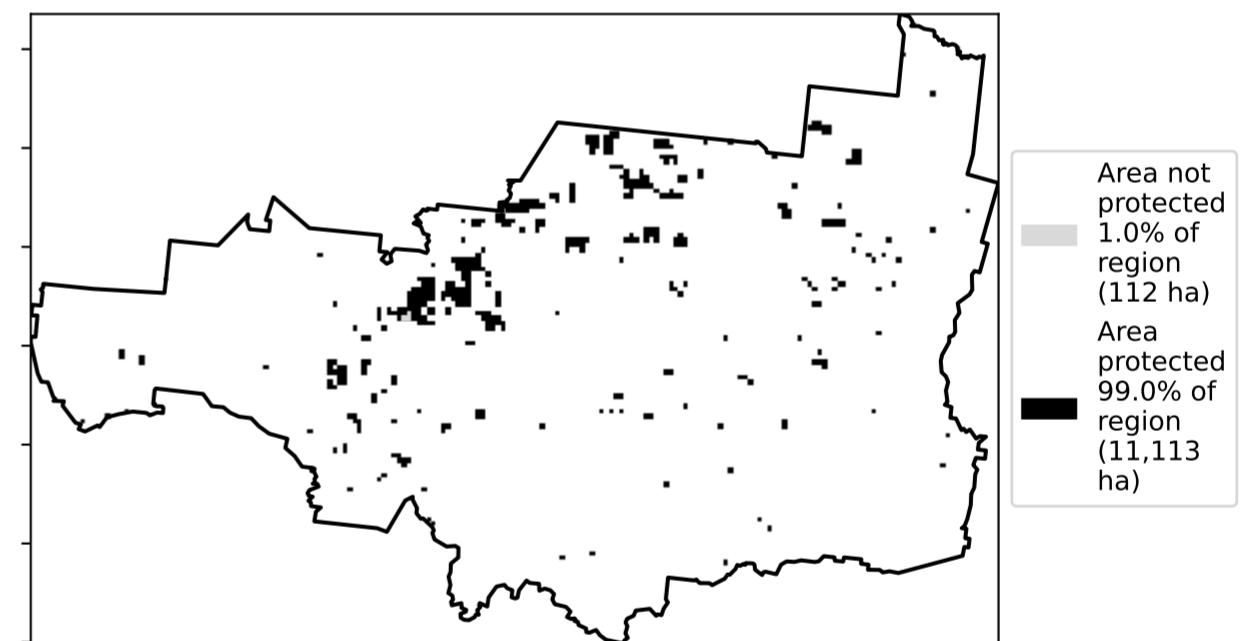 Area not
protected
1.0% of
region
(112 ha)
Area
protected
99.0% of
region
(11,113
ha)